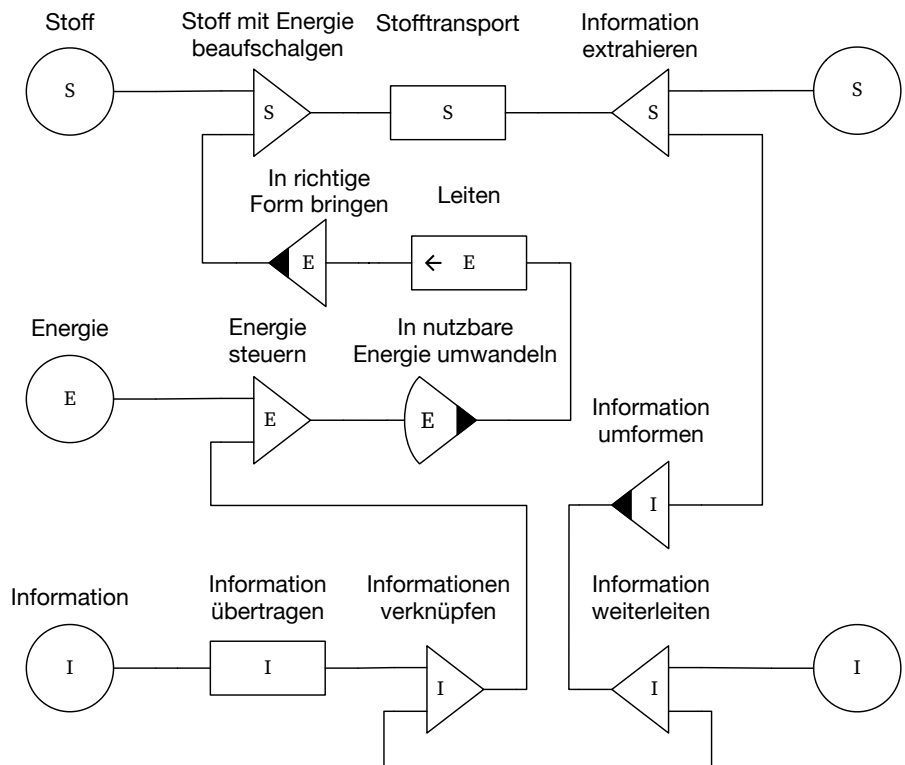 Stoff
Stoff mit Energie
beaufschalgen
Stofftransport
Information
extrahieren
S
S
S
S
S
In richtige
Form bringen
Leiten
E
E
Energie
Energie
steuern
In nutzbare
Energie umwandeln
E
E
E
Information
umformen
I
Information
Information
übertragen
Informationen
verknüpfen
Information
weiterleiten
I
I
I
I
I